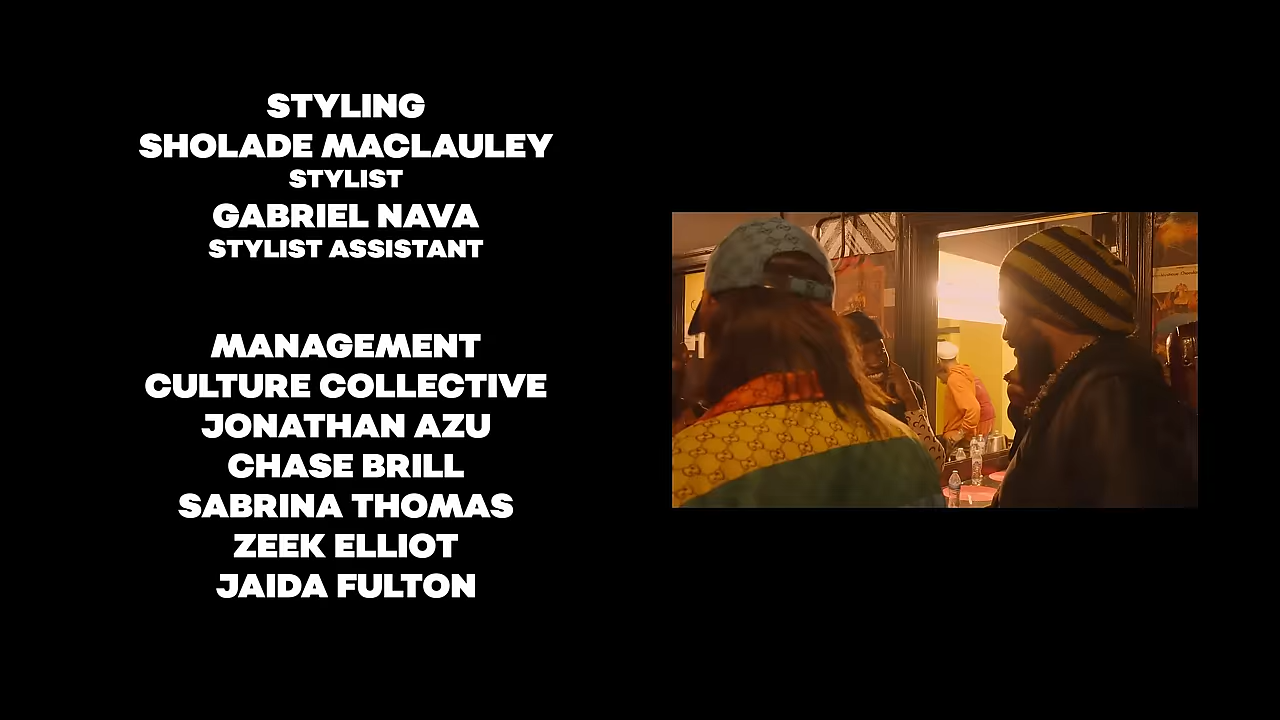 STYLING
SHOLADE MACLAULEY
STYLIST
GABRIEL NAVA
STYLIST ASSISTANT
MANAGEMENT
CULTURE COLLECTIVE
JONATHAN AZU
CHASE BRILL
SABRINA THOMAS
ZEEK ELLIOT
JAIDA FULTON